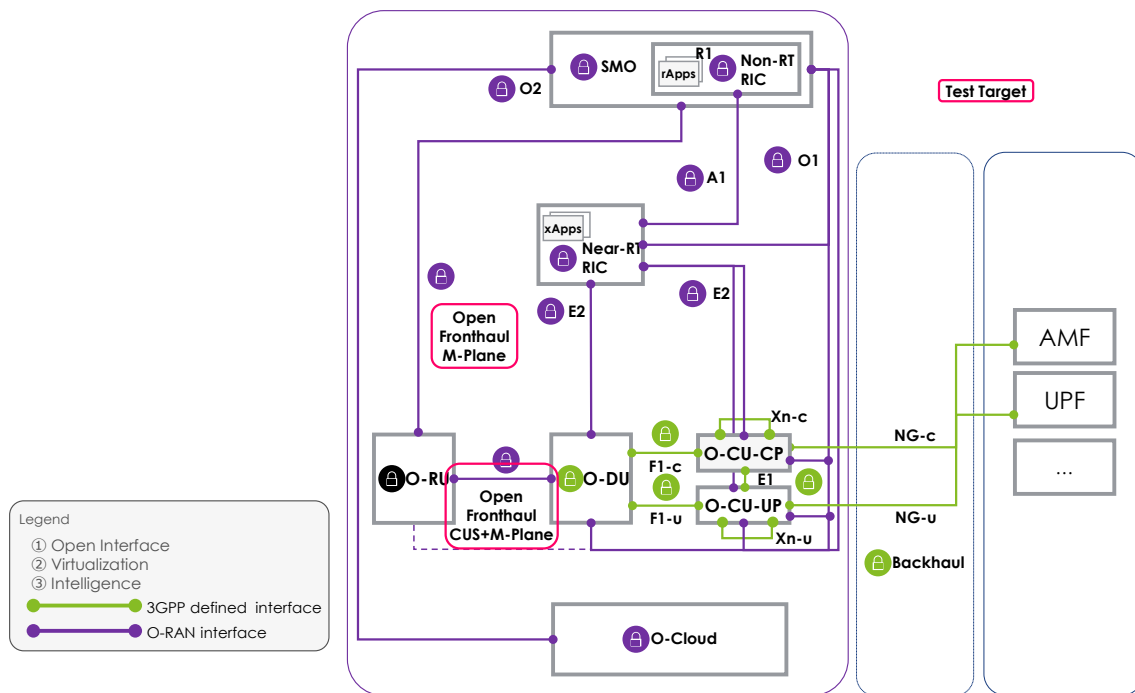 R1
SMO
Non-RT
RIC
rApps
O2
Test Target
O1
A1
xApps
Near-RT
RIC
E2
E2
Open
Fronthaul
M-Plane
AMF
UPF
...
Xn-c
NG-c
O-RU
O-DU
O-CU-CP
F1-c
E1
Open
Fronthaul
CUS+M-Plane
F1-u
O-CU-UP
NG-u
Xn-u
Backhaul
Legend
① Open Interface
② Virtualization
③ Intelligence
3GPP defined interface
O-RAN interface
O-Cloud